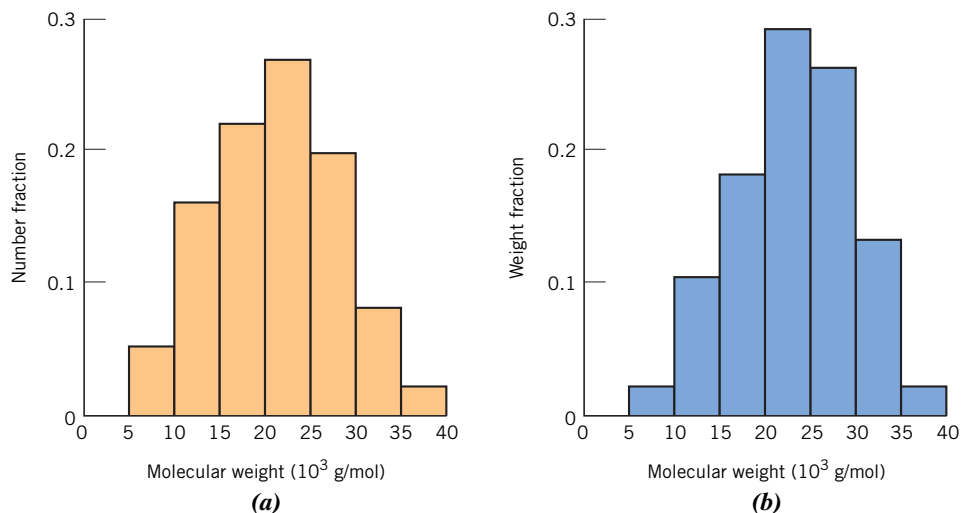 0.3
0.2
0.1
0
Number fraction
0 5 10 15 20 25 30 35 40
Molecular weight (10³ g/mol)
(a)
0.3
0.2
0.1
0
Weight fraction
0 5 10 15 20 25 30 35 40
Molecular weight (10³ g/mol)
(b)